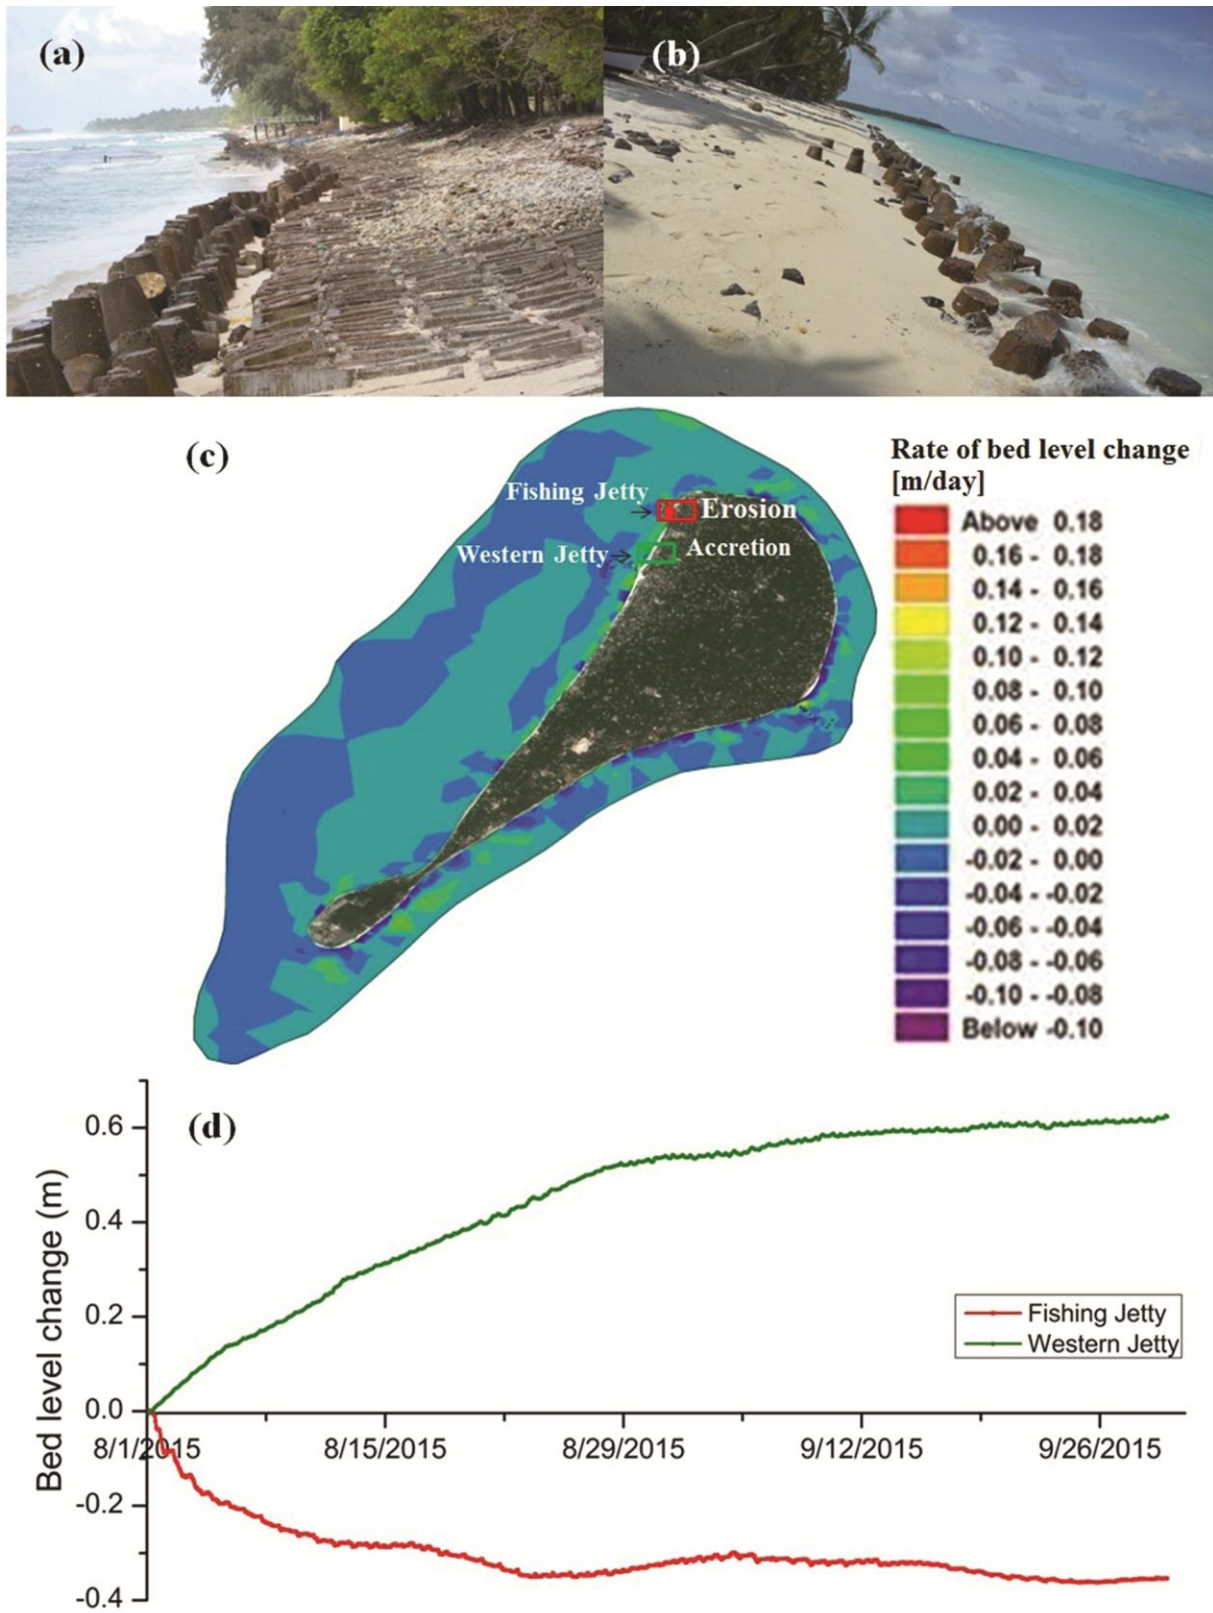 (a)
(b)
(c)
Rate of bed level change
[m/day]
Fishing Jetty
Erosion
Western Jetty
Accretion
Above 0.18
0.16 - 0.18
0.14 - 0.16
0.12 - 0.14
0.10 - 0.12
0.08 - 0.10
0.06 - 0.08
0.04 - 0.06
0.02 - 0.04
0.00 - 0.02
-0.02 - 0.00
-0.04 - -0.02
-0.06 - -0.04
-0.08 - -0.06
-0.10 - -0.08
Below -0.10
(d)
Bed level change (m)
0.6
0.4
0.2
0.0
-0.2
-0.4
8/1/2015
8/15/2015
8/29/2015
9/12/2015
9/26/2015
Fishing Jetty
Western Jetty